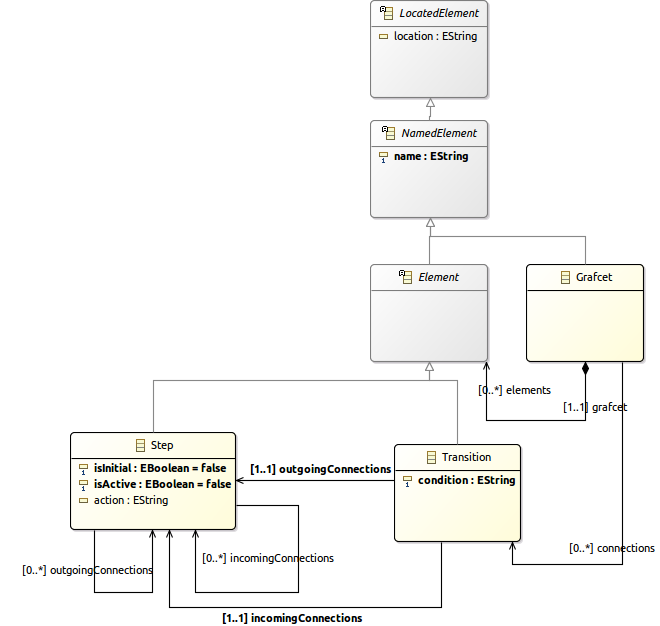 LocatedElement
location : EString
NamedElement
name : EString
Element
Grafcet
[0..*] elements
[1..1] grafcet
Step
isInitial : EBoolean = false
isActive : EBoolean = false
action : EString
[1..1] outgoingConnections
Transition
condition : EString
[0..*] outgoingConnections
[0..*] incomingConnections
[0..*] connections
[1..1] incomingConnections